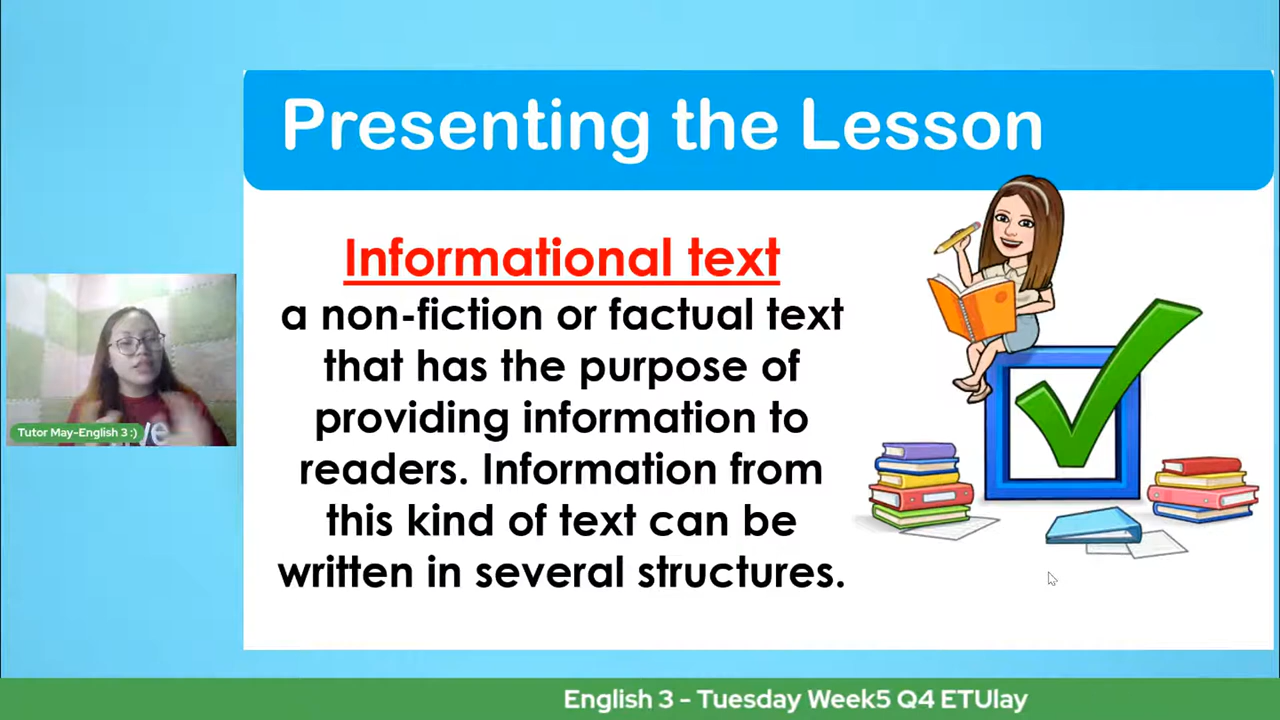 Presenting the Lesson
Informational text
a non-fiction or factual text
that has the purpose of
providing information to
readers. Information from
this kind of text can be
written in several structures.
Tutor May-English 3 :)
English 3 - Tuesday Week5 Q4 ETUlay